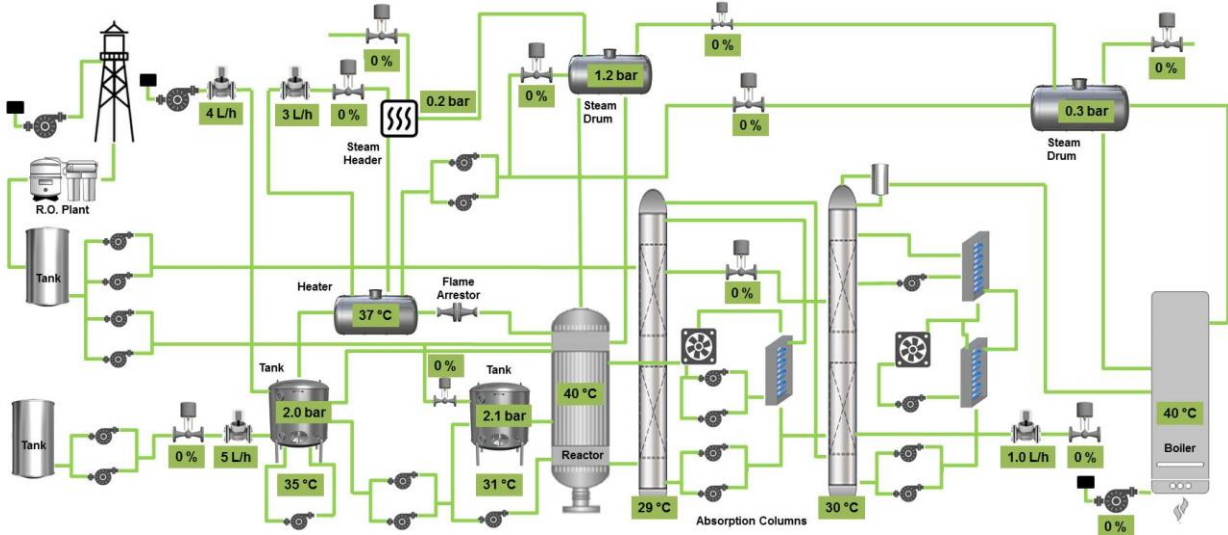 0 %
0 %
1.2 bar
Steam
Drum
0 %
0 %
4 L/h
3 L/h
0 %
0.2 bar
Steam
Header
0 %
0.3 bar
Steam
Drum
0 %
R.O. Plant
Tank
Heater
37 °C
Flame
Arrestor
0 %
Tank
2.0 bar
35 °C
0 %
Tank
2.1 bar
31 °C
40 °C
Reactor
29 °C
Absorption Columns
30 °C
Tank
0 %
5 L/h
1.0 L/h
0 %
0 %
40 °C
Boiler